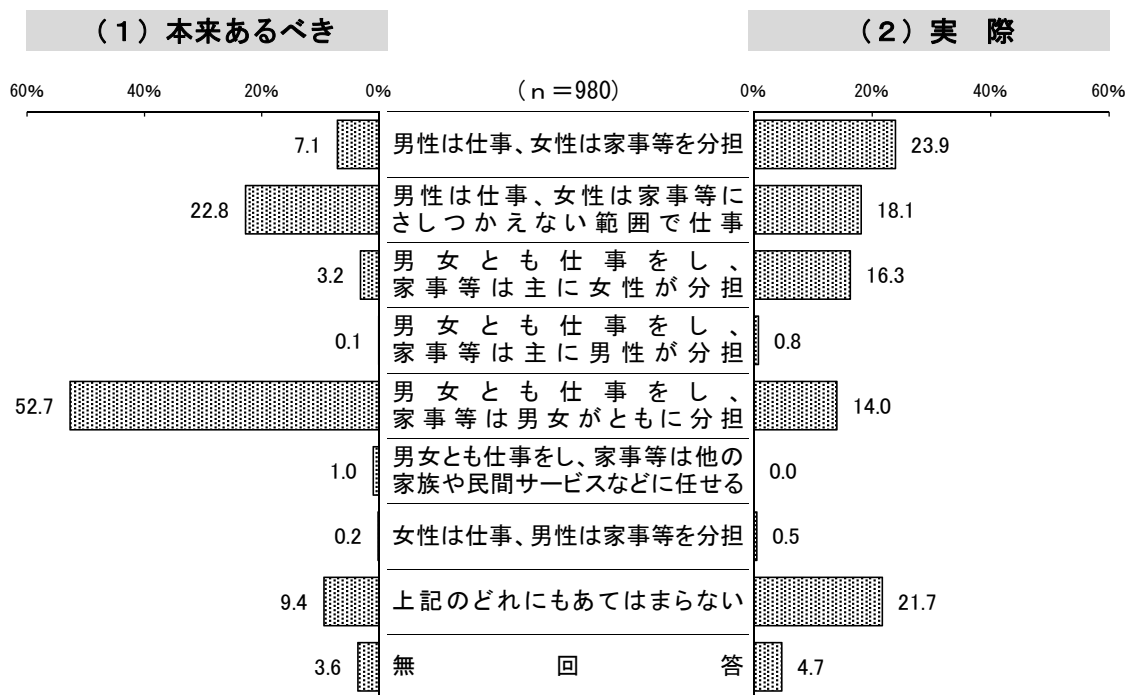 （１）本来あるべき
（２）実　際
60% 40% 20% 0% （ｎ＝980） 0% 20% 40% 60%
7.1 男性は仕事、女性は家事等を分担 23.9
22.8 男性は仕事、女性は家事等に
さしつかえない範囲で仕事 18.1
3.2 男女とも仕事をし、
家事等は主に女性が分担 16.3
0.1 男女とも仕事をし、
家事等は主に男性が分担 0.8
52.7 男女とも仕事をし、
家事等は男女がともに分担 14.0
1.0 男女とも仕事をし、家事等は他の
家族や民間サービスなどに任せる 0.0
0.2 女性は仕事、男性は家事等を分担 0.5
9.4 上記のどれにもあてはまらない 21.7
3.6 無回答 4.7